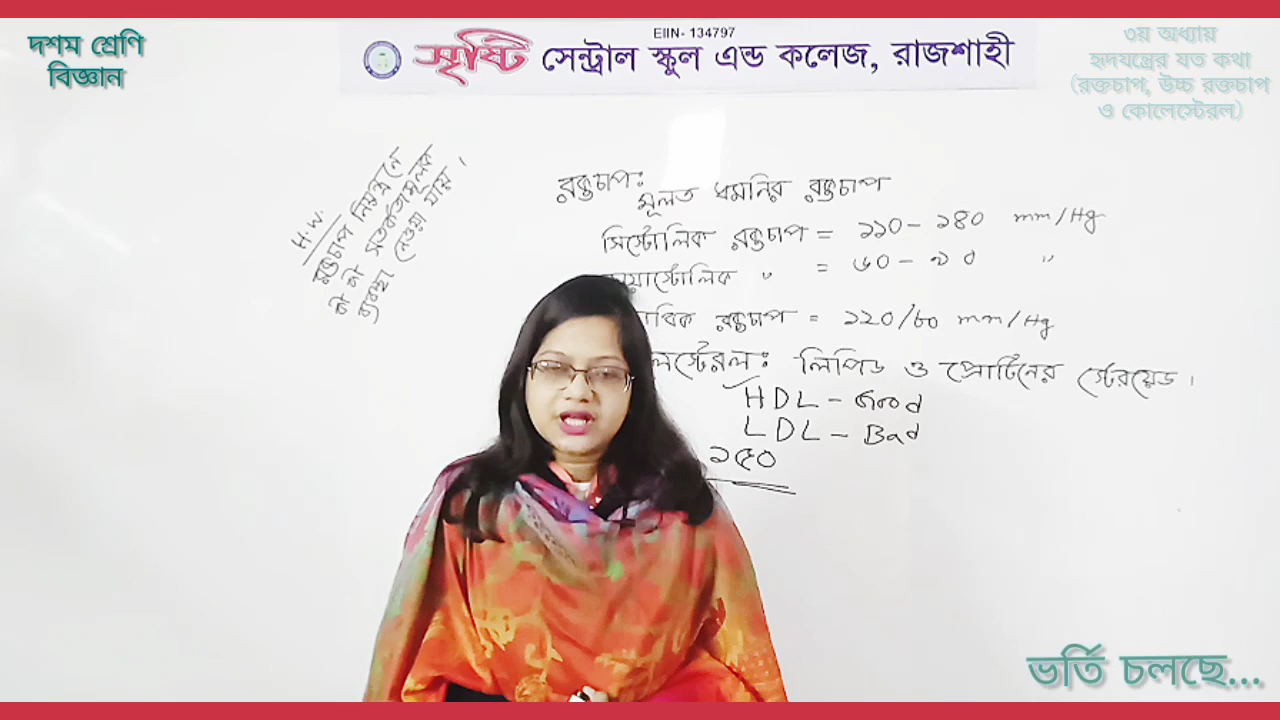 দশম শ্রেণি
বিজ্ঞান
EIIN- 134797
সৃষ্টি সেন্ট্রাল স্কুল এন্ড কলেজ, রাজশাহী
৩য় অধ্যায়
হৃদযন্ত্রের যত কথা
(রক্তচাপ, উচ্চ রক্তচাপ
ও কোলেস্টেরল)
H.W.
রক্তচাপ নিয়ন্ত্রনে
কী কী সতর্কতামূলক
ব্যবস্থা নেওয়া যায়।
রক্তচাপঃ
মূলত ধমনির রক্তচাপ
সিস্টোলিক রক্তচাপ = ১১০-১৪০ mm/Hg
য়াস্টোলিক " = ৬০-৯০ "
রক্তচাপ = ১২০/৮০ mm/Hg
লেস্টেরলঃ লিপিড ও প্রোটিনের স্টেরয়েড।
HDL - Good
LDL - Bad
১৫০
ভর্তি চলছে...